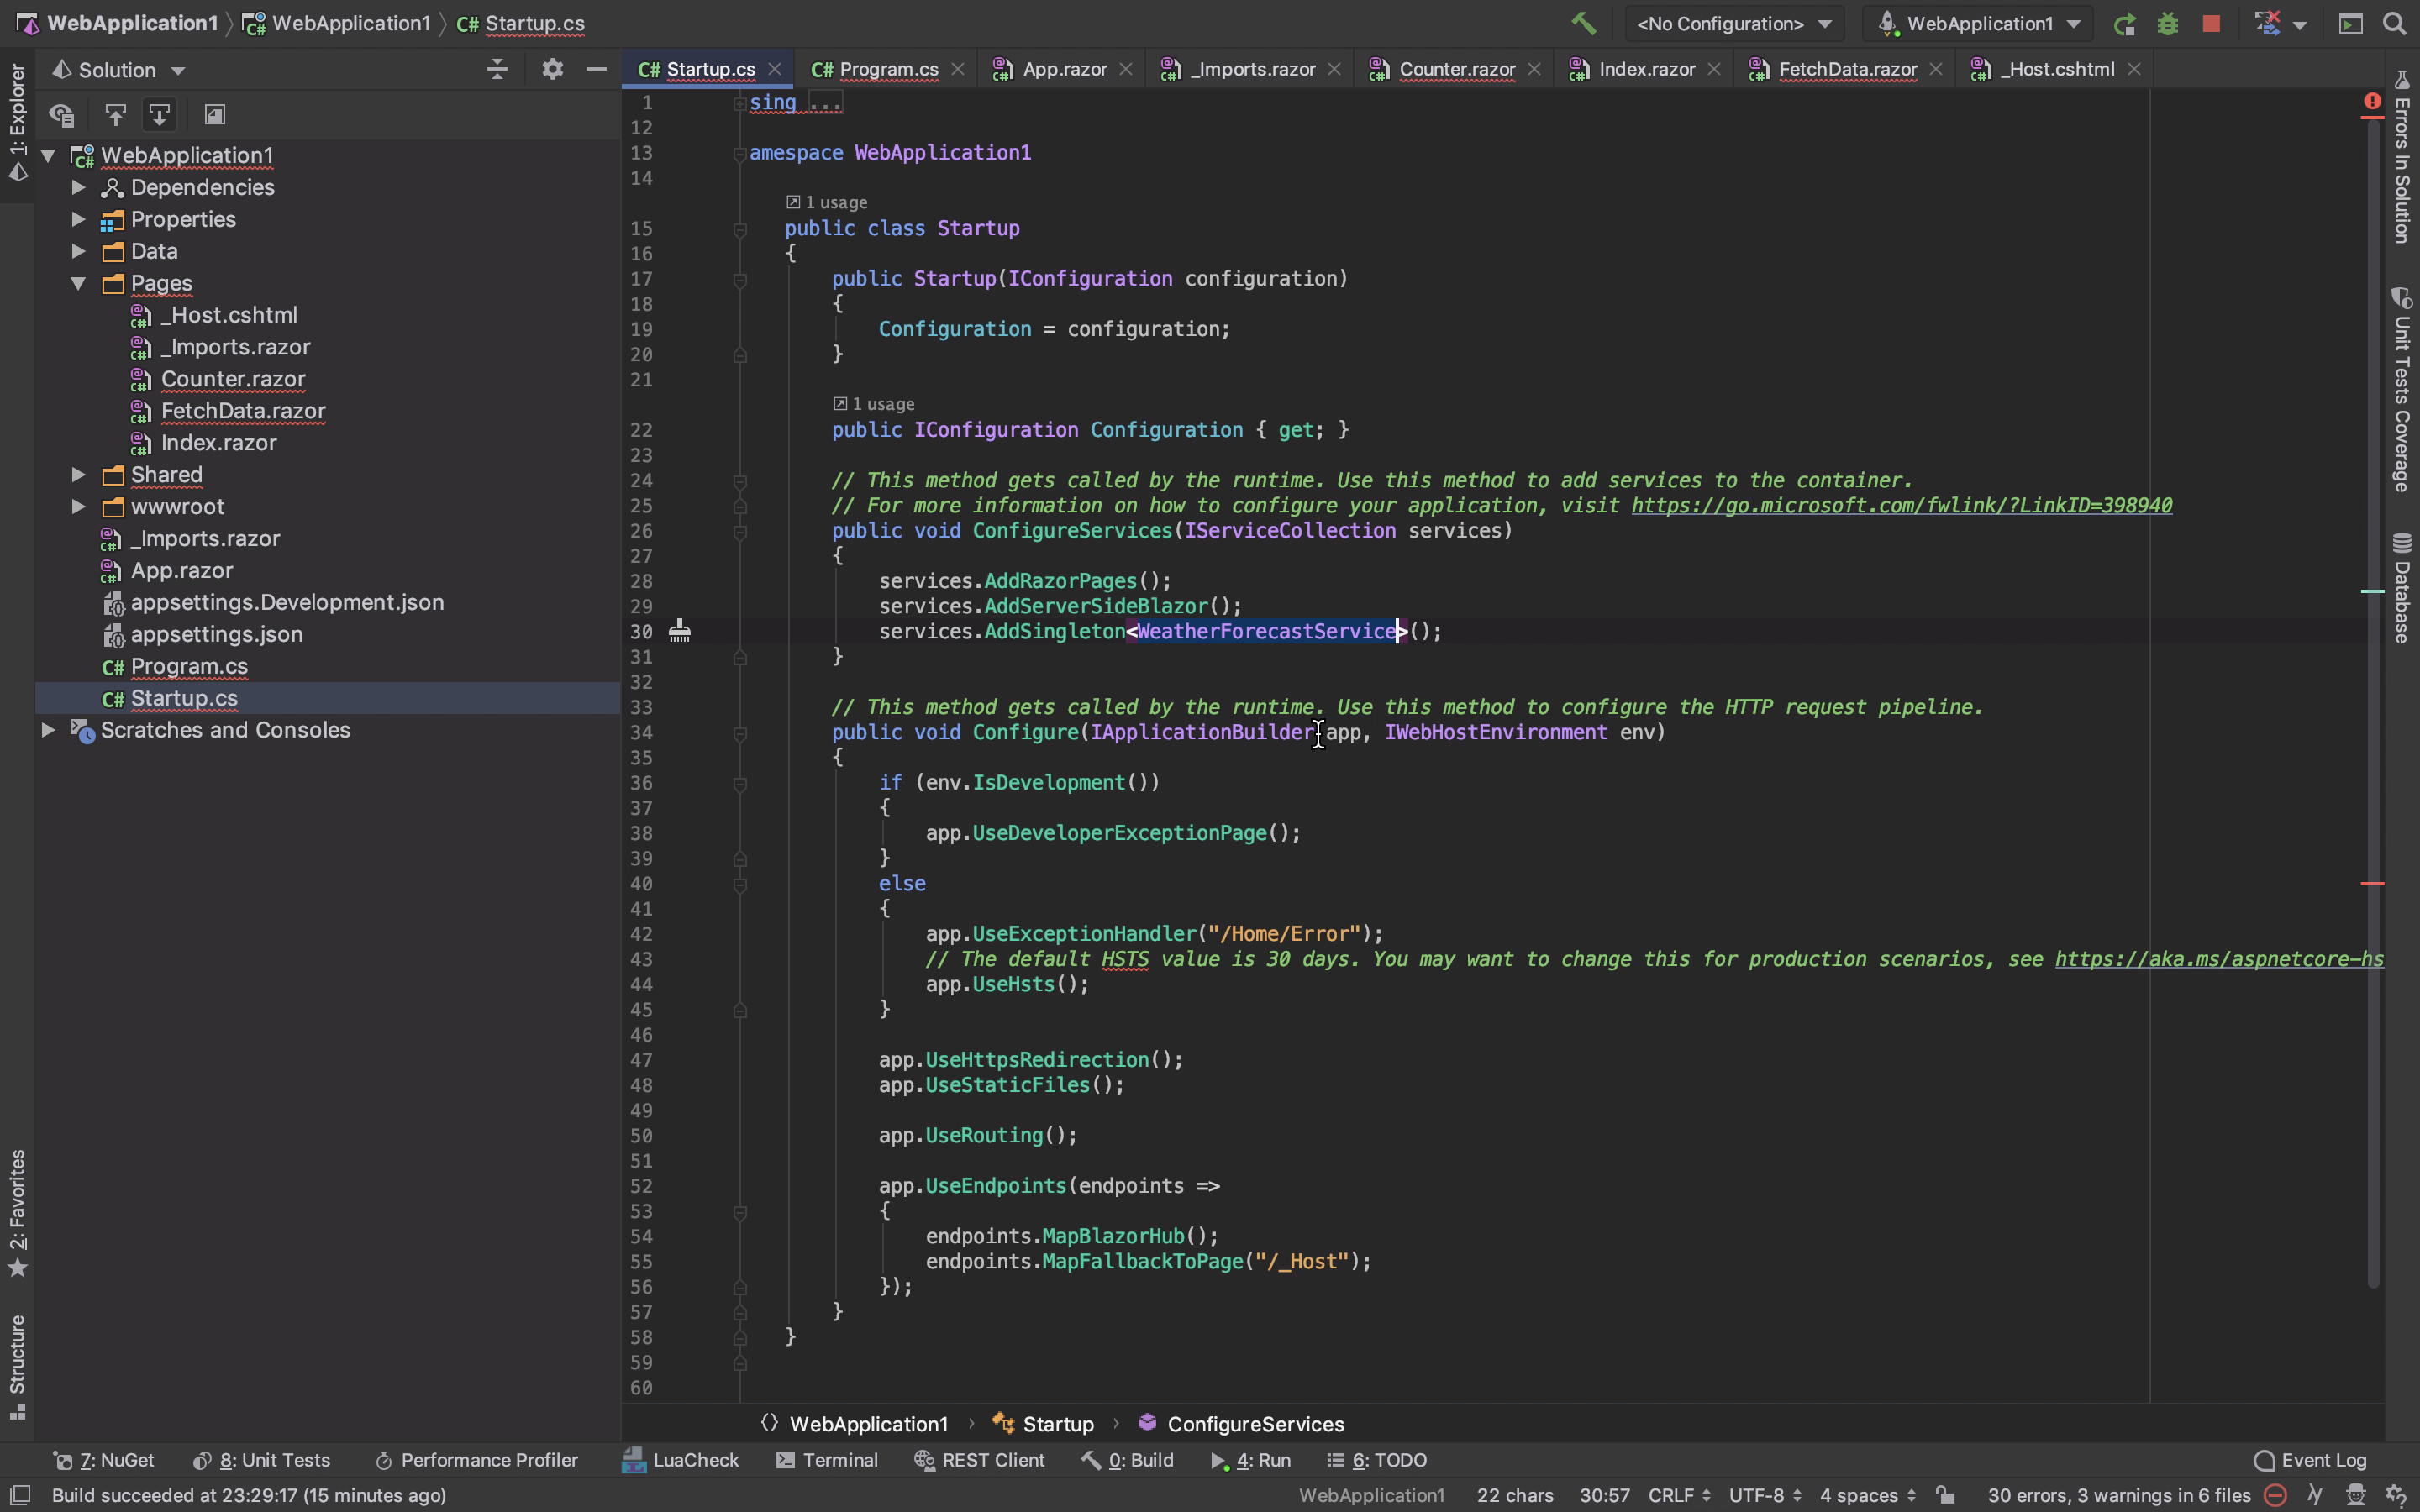 WebApplication1 WebApplication1 C# Startup.cs <No Configuration> WebApplication1
1: Explorer
Solution
C# Startup.cs C# Program.cs App.razor _Imports.razor Counter.razor Index.razor FetchData.razor _Host.cshtml
WebApplication1
Dependencies
Properties
Data
Pages
_Host.cshtml
_Imports.razor
Counter.razor
FetchData.razor
Index.razor
Shared
wwwroot
_Imports.razor
App.razor
appsettings.Development.json
appsettings.json
C# Program.cs
C# Startup.cs
Scratches and Consoles
2: Favorites
Structure
1 sing ...
12
13 amespace WebApplication1
14
1 usage
15 public class Startup
16 {
17 public Startup(IConfiguration configuration)
18 {
19 Configuration = configuration;
20 }
21
1 usage
22 public IConfiguration Configuration { get; }
23
24 // This method gets called by the runtime. Use this method to add services to the container.
25 // For more information on how to configure your application, visit https://go.microsoft.com/fwlink/?LinkID=398940
26 public void ConfigureServices(IServiceCollection services)
27 {
28 services.AddRazorPages();
29 services.AddServerSideBlazor();
30 services.AddSingleton<WeatherForecastService>();
31 }
32
33 // This method gets called by the runtime. Use this method to configure the HTTP request pipeline.
34 public void Configure(IApplicationBuilder app, IWebHostEnvironment env)
35 {
36 if (env.IsDevelopment())
37 {
38 app.UseDeveloperExceptionPage();
39 }
40 else
41 {
42 app.UseExceptionHandler("/Home/Error");
43 // The default HSTS value is 30 days. You may want to change this for production scenarios, see https://aka.ms/aspnetcore-hs
44 app.UseHsts();
45 }
46
47 app.UseHttpsRedirection();
48 app.UseStaticFiles();
49
50 app.UseRouting();
51
52 app.UseEndpoints(endpoints =>
53 {
54 endpoints.MapBlazorHub();
55 endpoints.MapFallbackToPage("/_Host");
56 });
57 }
58 }
59
60
Errors In Solution
Unit Tests Coverage
Database
WebApplication1 › Startup › ConfigureServices
7: NuGet 8: Unit Tests Performance Profiler LuaCheck Terminal REST Client 0: Build 4: Run 6: TODO Event Log
Build succeeded at 23:29:17 (15 minutes ago) WebApplication1 22 chars 30:57 CRLF UTF-8 4 spaces 30 errors, 3 warnings in 6 files